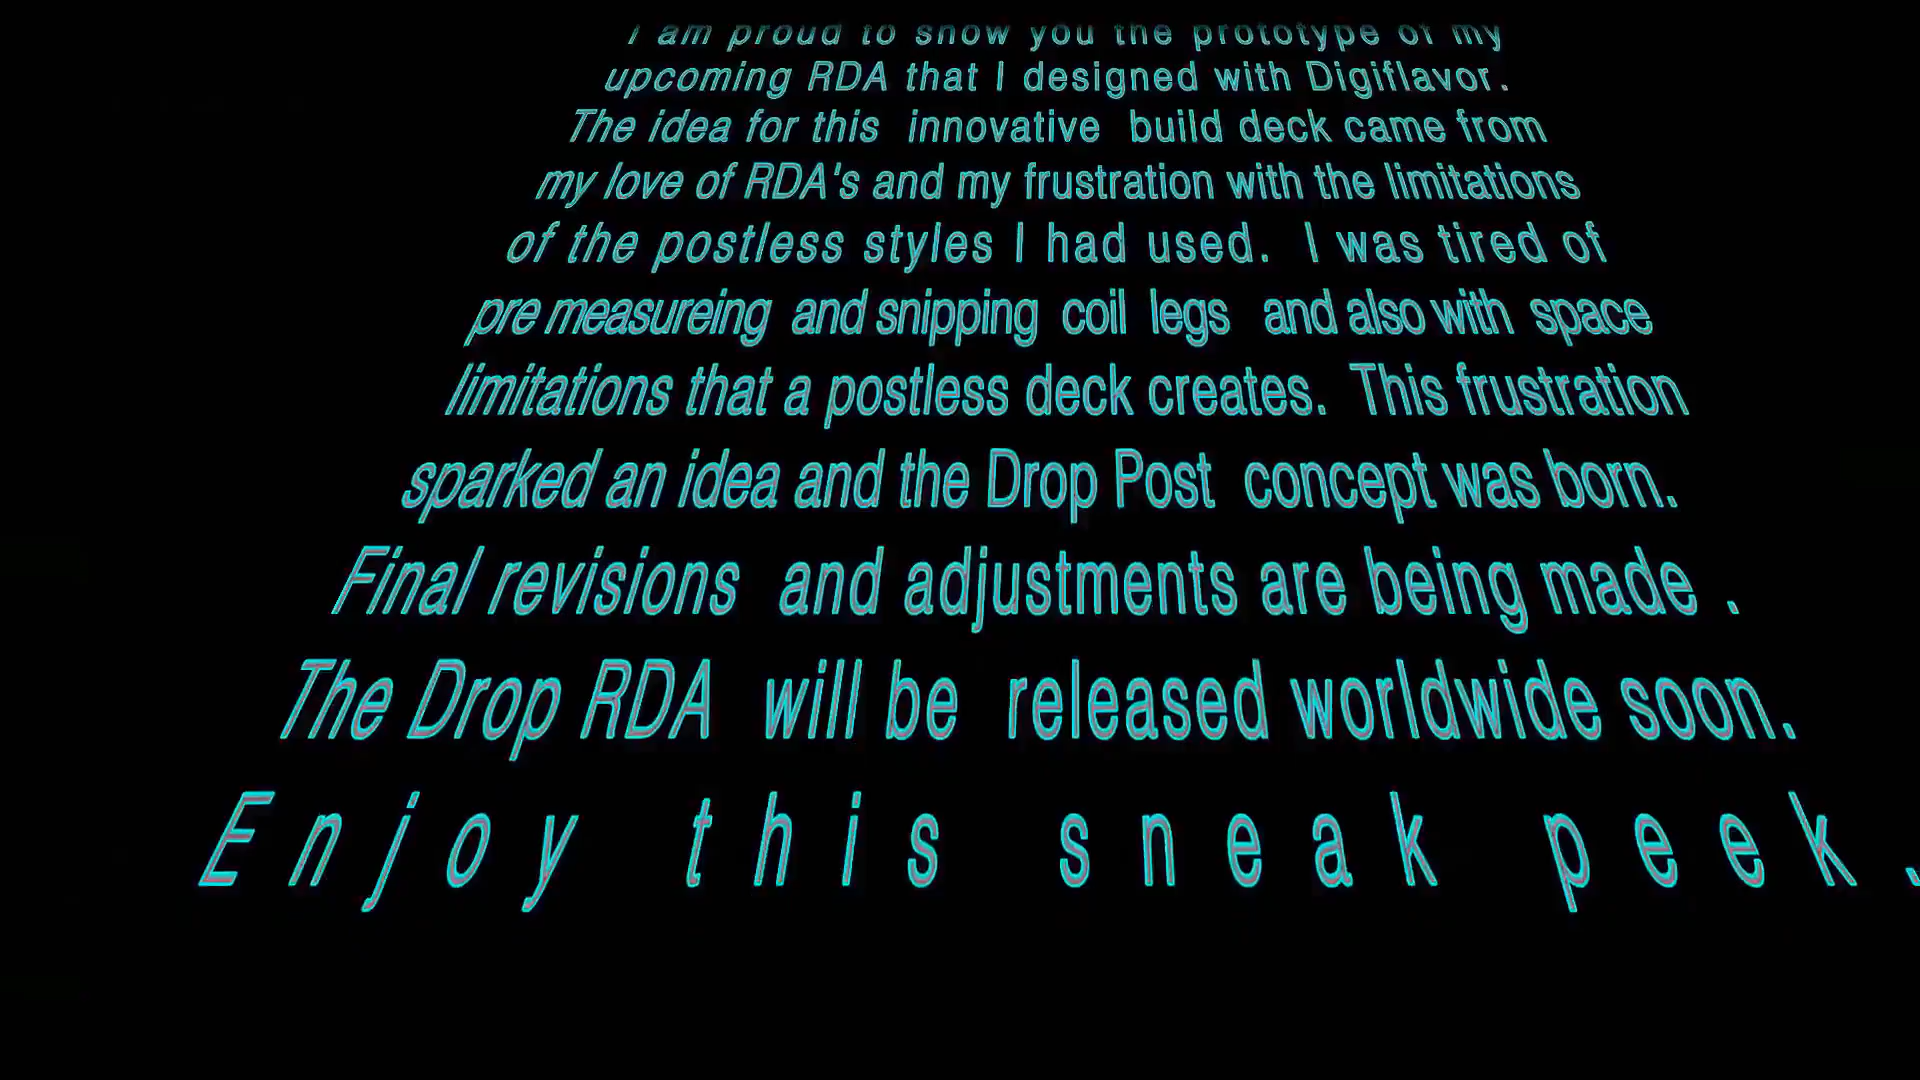 I am proud to show you the prototype of my
upcoming RDA that I designed with Digiflavor.
The idea for this innovative build deck came from
my love of RDA's and my frustration with the limitations
of the postless styles I had used. I was tired of
pre measureing and snipping coil legs and also with space
limitations that a postless deck creates. This frustration
sparked an idea and the Drop Post concept was born.
Final revisions and adjustments are being made .
The Drop RDA will be released worldwide soon.
Enjoy this sneak peek.